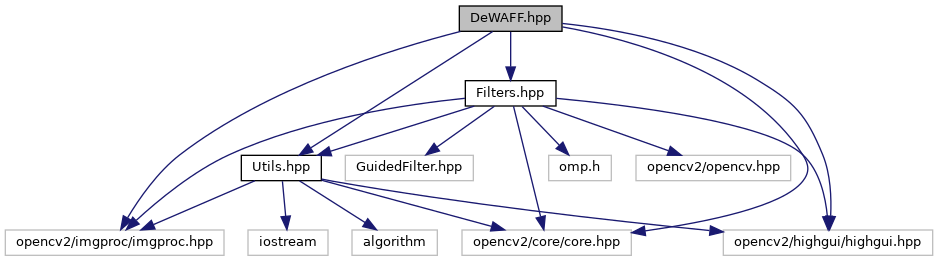 DeWAFF.hpp
Filters.hpp
Utils.hpp
GuidedFilter.hpp
omp.h
opencv2/opencv.hpp
opencv2/imgproc/imgproc.hpp
iostream
algorithm
opencv2/core/core.hpp
opencv2/highgui/highgui.hpp